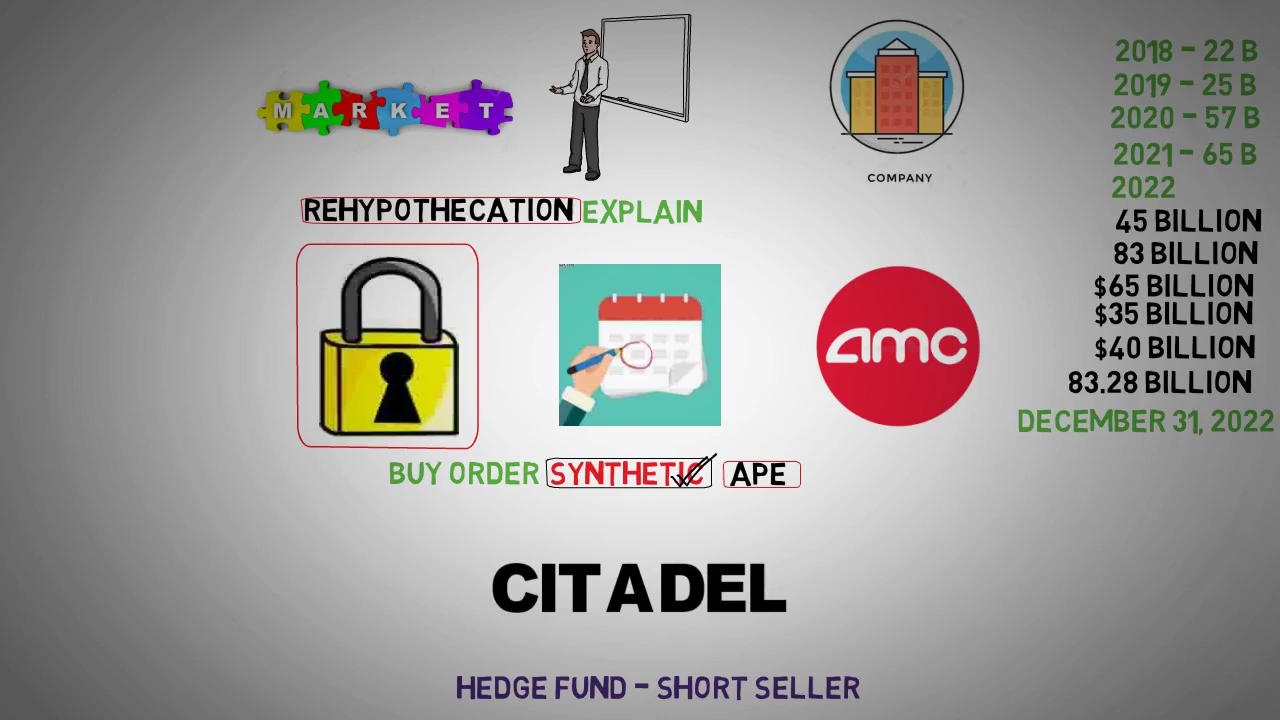 MARKET
COMPANY
REHYPOTHECATION EXPLAIN
amc
BUY ORDER SYNTHETIC APE
CITADEL
HEDGE FUND - SHORT SELLER
2018 - 22 B
2019 - 25 B
2020 - 57 B
2021 - 65 B
2022
45 BILLION
83 BILLION
$65 BILLION
$35 BILLION
$40 BILLION
83.28 BILLION
DECEMBER 31, 2022